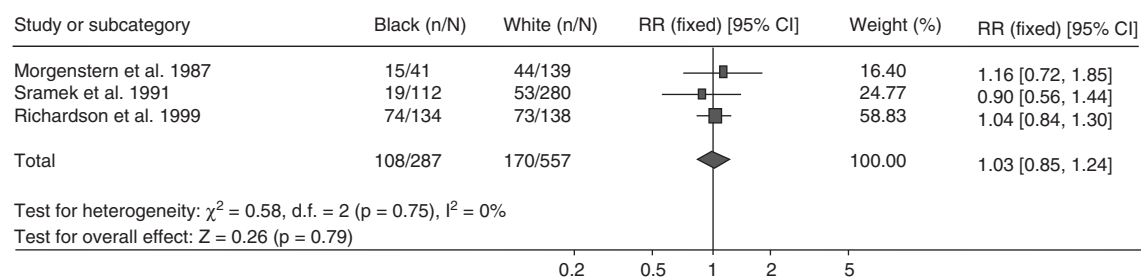 Study or subcategory Black (n/N) White (n/N) RR (fixed) [95% CI] Weight (%) RR (fixed) [95% CI]
Morgenstern et al. 1987 15/41 44/139 16.40 1.16 [0.72, 1.85]
Sramek et al. 1991 19/112 53/280 24.77 0.90 [0.56, 1.44]
Richardson et al. 1999 74/134 73/138 58.83 1.04 [0.84, 1.30]
Total 108/287 170/557 100.00 1.03 [0.85, 1.24]
Test for heterogeneity: χ² = 0.58, d.f. = 2 (p = 0.75), I² = 0%
Test for overall effect: Z = 0.26 (p = 0.79)
0.2 0.5 1 2 5